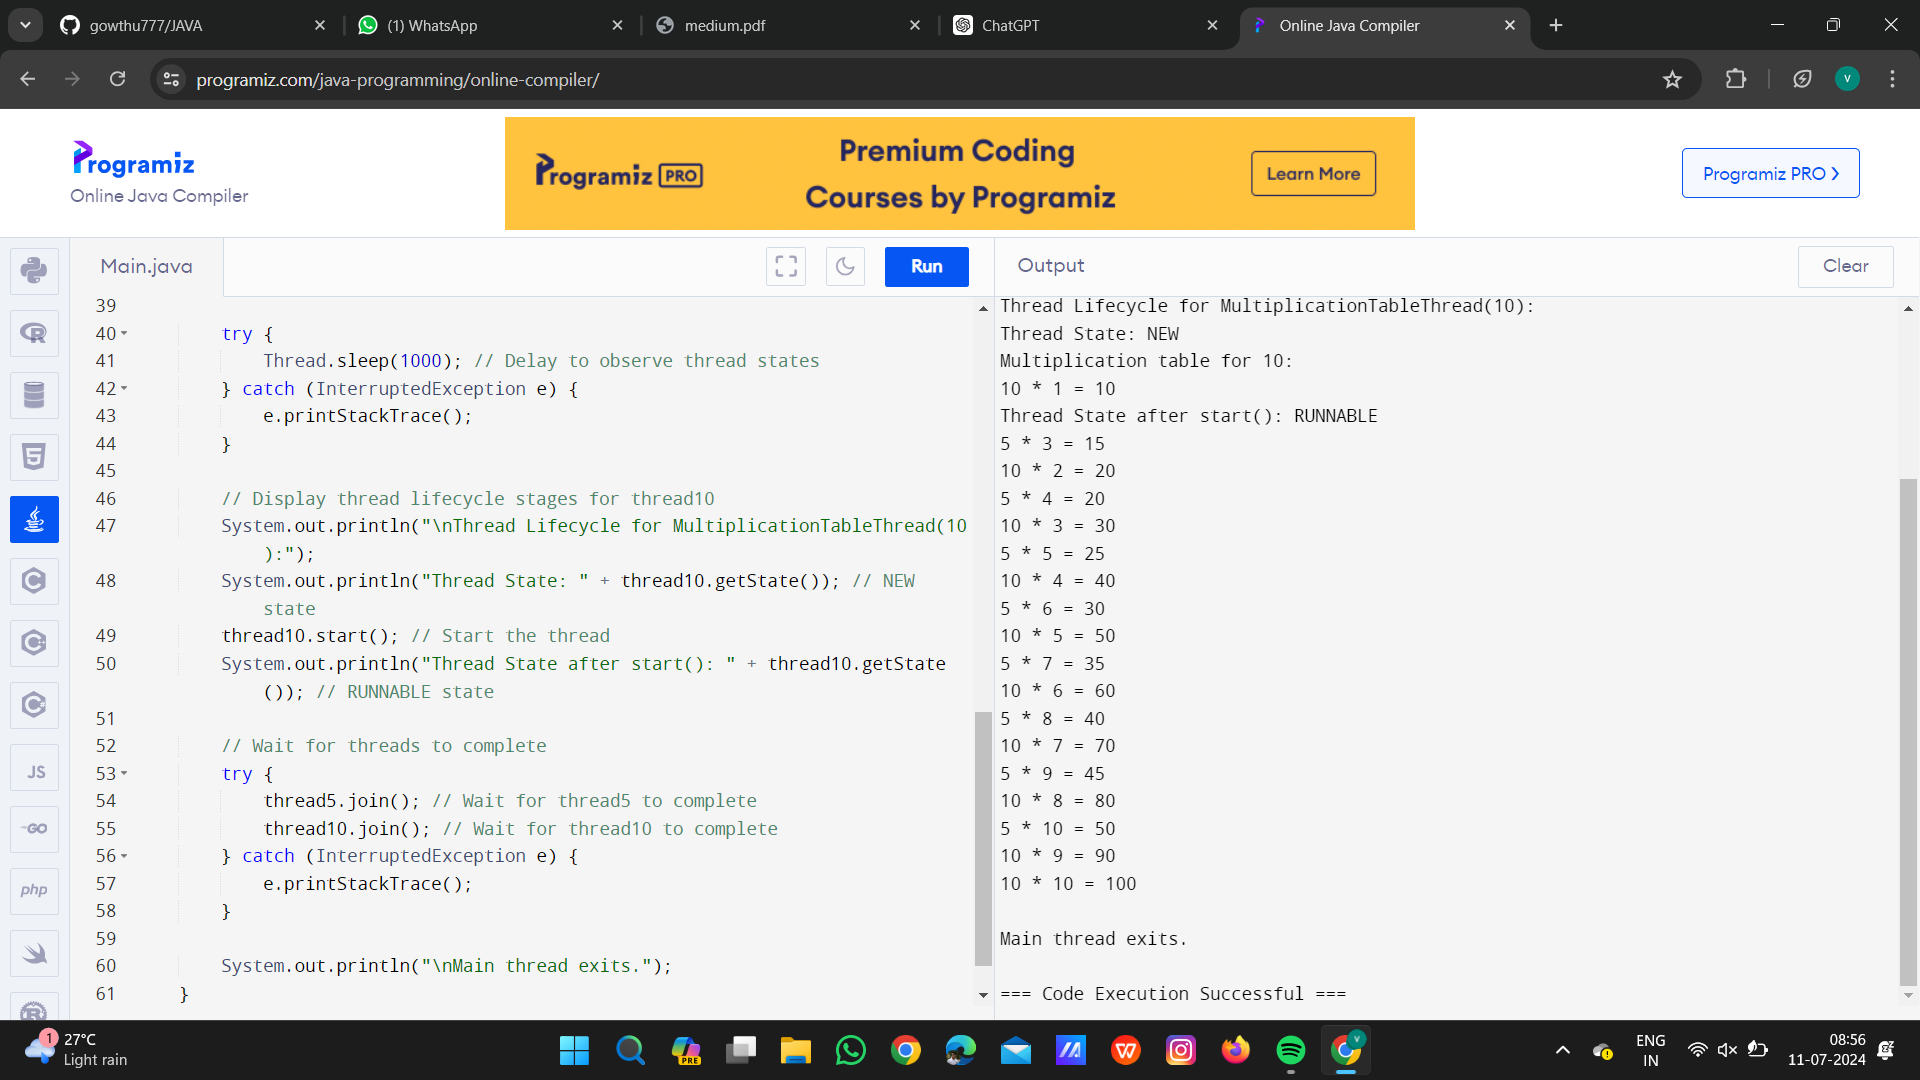 gowthu777/JAVA
(1) WhatsApp
medium.pdf
ChatGPT
Online Java Compiler
programiz.com/java-programming/online-compiler/
V
Programiz
Online Java Compiler
Programiz PRO
Premium Coding
Courses by Programiz
Learn More
Programiz PRO
Main.java
Run
Output
Clear
39
40 try {
41 Thread.sleep(1000); // Delay to observe thread states
42 } catch (InterruptedException e) {
43 e.printStackTrace();
44 }
45
46 // Display thread lifecycle stages for thread10
47 System.out.println("\nThread Lifecycle for MultiplicationTableThread(10
):");
48 System.out.println("Thread State: " + thread10.getState()); // NEW
state
49 thread10.start(); // Start the thread
50 System.out.println("Thread State after start(): " + thread10.getState
()); // RUNNABLE state
51
52 // Wait for threads to complete
53 try {
54 thread5.join(); // Wait for thread5 to complete
55 thread10.join(); // Wait for thread10 to complete
56 } catch (InterruptedException e) {
57 e.printStackTrace();
58 }
59
60 System.out.println("\nMain thread exits.");
61 }
Thread Lifecycle for MultiplicationTableThread(10):
Thread State: NEW
Multiplication table for 10:
10 * 1 = 10
Thread State after start(): RUNNABLE
5 * 3 = 15
10 * 2 = 20
5 * 4 = 20
10 * 3 = 30
5 * 5 = 25
10 * 4 = 40
5 * 6 = 30
10 * 5 = 50
5 * 7 = 35
10 * 6 = 60
5 * 8 = 40
10 * 7 = 70
5 * 9 = 45
10 * 8 = 80
5 * 10 = 50
10 * 9 = 90
10 * 10 = 100
Main thread exits.
=== Code Execution Successful ===
JS
GO
php
1
27°C
Light rain
PRE
V
ENG
IN
08:56
11-07-2024